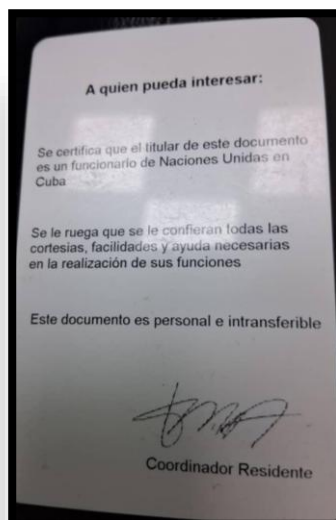 A quien pueda interesar:
Se certifica que el titular de este documento
es un funcionario de Naciones Unidas en
Cuba
Se le ruega que se le confieran todas las
cortesias, facilidades y ayuda necesarias
en la realización de sus funciones
Este documento es personal e intransferible
Coordinador Residente